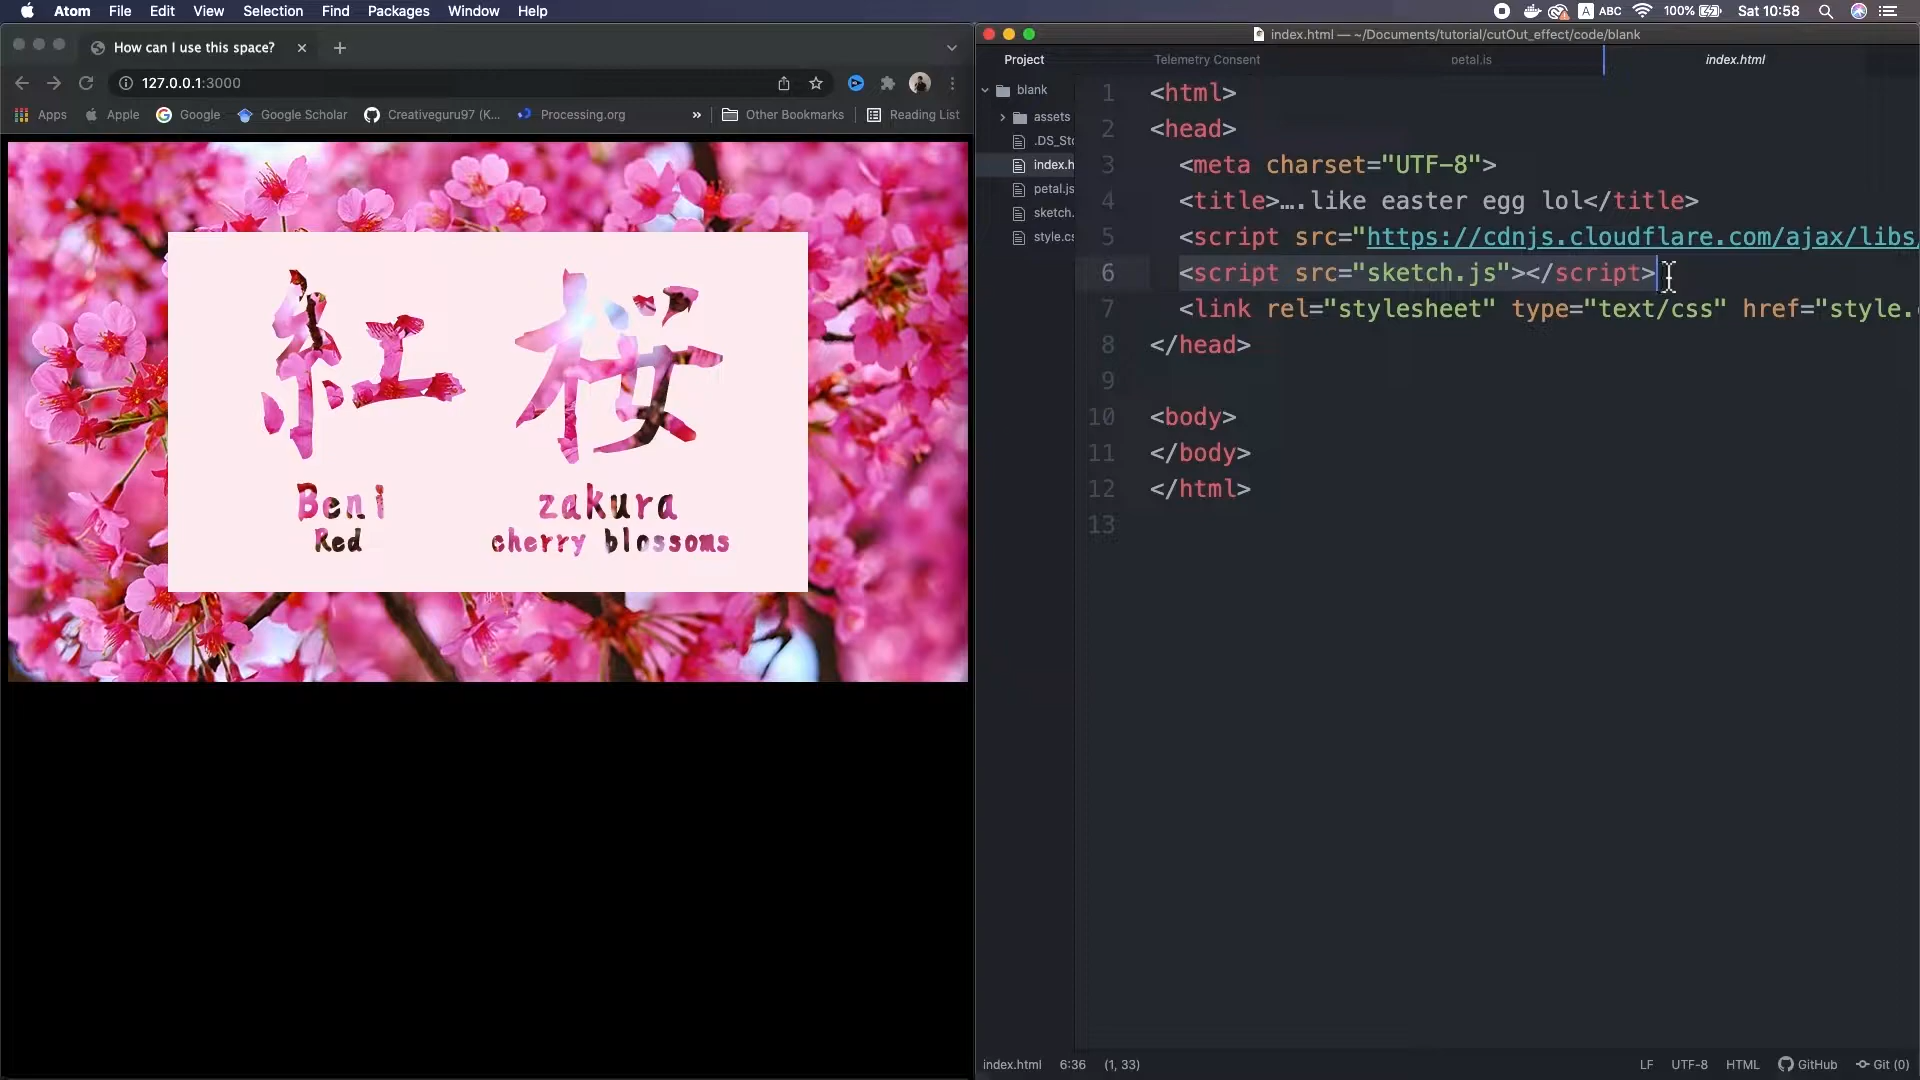 Atom File Edit View Selection Find Packages Window Help
A ABC 100% Sat 10:58
How can I use this space?
127.0.0.1:3000
Apps Apple Google Google Scholar Creativeguru97 (K... Processing.org » Other Bookmarks Reading List
紅 桜
Beni zakura
Red cherry blossoms
index.html — ~/Documents/tutorial/cutOut_effect/code/blank
Project Telemetry Consent petal.js index.html
blank
assets
.DS_Sto
index.h
petal.js
sketch.
style.cs
1 <html>
2 <head>
3 <meta charset="UTF-8">
4 <title>….like easter egg lol</title>
5 <script src="https://cdnjs.cloudflare.com/ajax/libs/
6 <script src="sketch.js"></script>
7 <link rel="stylesheet" type="text/css" href="style.
8 </head>
9
10 <body>
11 </body>
12 </html>
13
index.html 6:36 (1, 33) LF UTF-8 HTML GitHub Git (0)